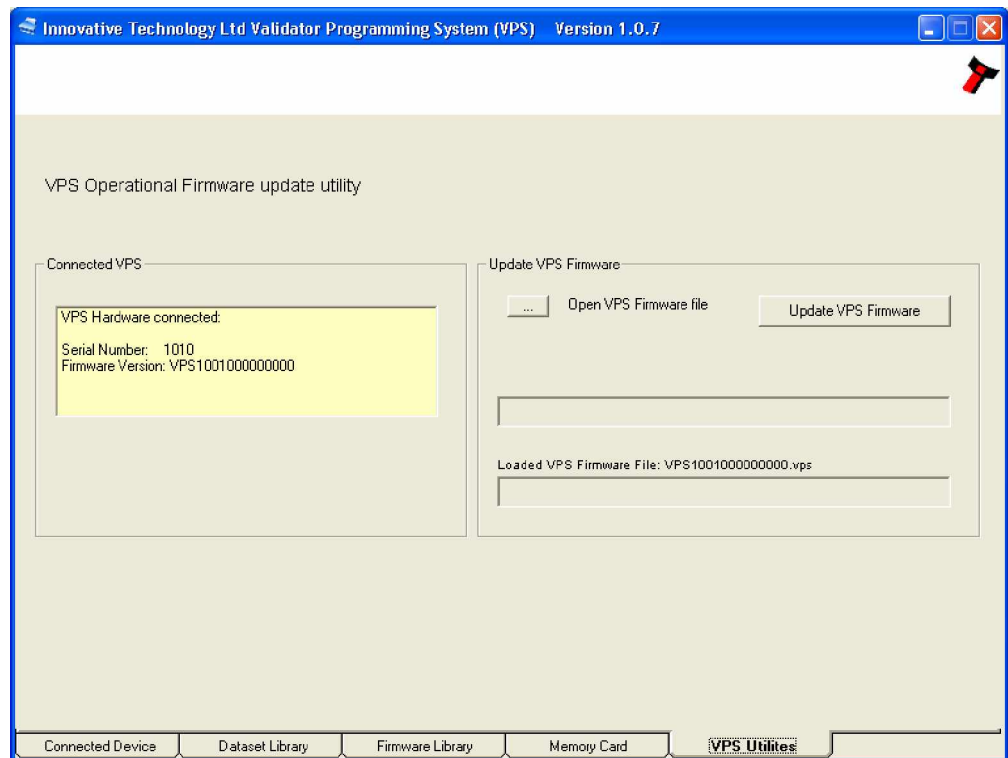 Innovative Technology Ltd Validator Programming System (VPS) Version 1.0.7
VPS Operational Firmware update utility
Connected VPS
VPS Hardware connected:
Serial Number: 1010
Firmware Version: VPS1001000000000
Update VPS Firmware
... Open VPS Firmware file
Update VPS Firmware
Loaded VPS Firmware File: VPS1001000000000.vps
Connected Device
Dataset Library
Firmware Library
Memory Card
VPS Utilites